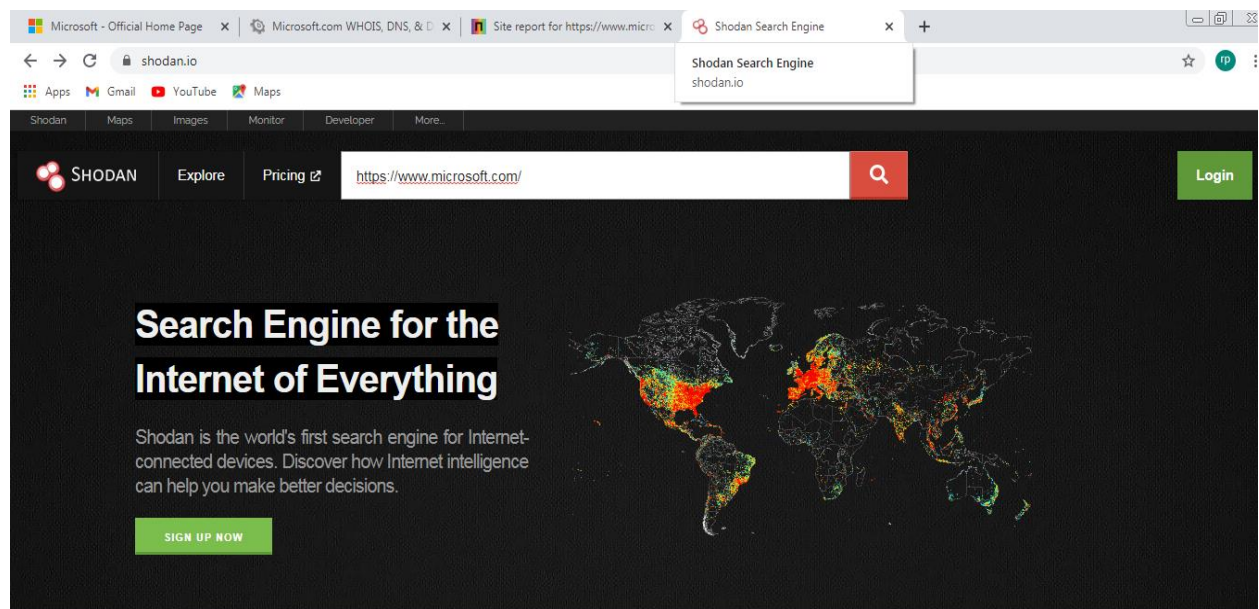 Microsoft - Official Home Page
Microsoft.com WHOIS, DNS, & D
Site report for https://www.micro
Shodan Search Engine
shodan.io
Shodan Search Engine
shodan.io
rp
Apps Gmail YouTube Maps
Shodan Maps Images Monitor Developer More...
SHODAN Explore Pricing https://www.microsoft.com/ Login
Search Engine for the
Internet of Everything
Shodan is the world's first search engine for Internet-
connected devices. Discover how Internet intelligence
can help you make better decisions.
SIGN UP NOW